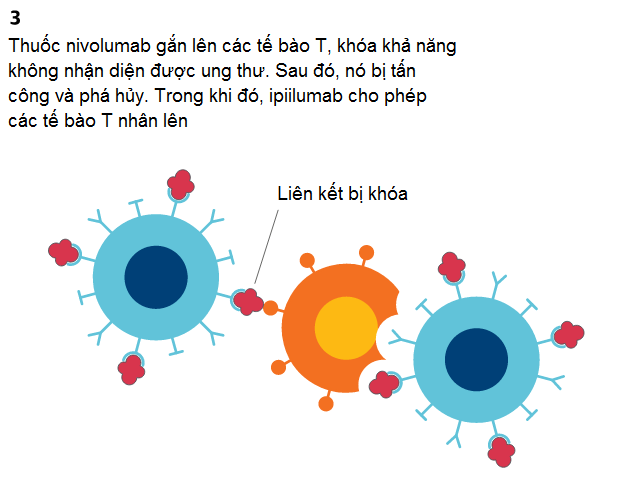 3
Thuốc nivolumab gắn lên các tế bào T, khóa khả năng
không nhận diện được ung thư. Sau đó, nó bị tấn
công và phá hủy. Trong khi đó, ipiilumab cho phép
các tế bào T nhân lên
Liên kết bị khóa